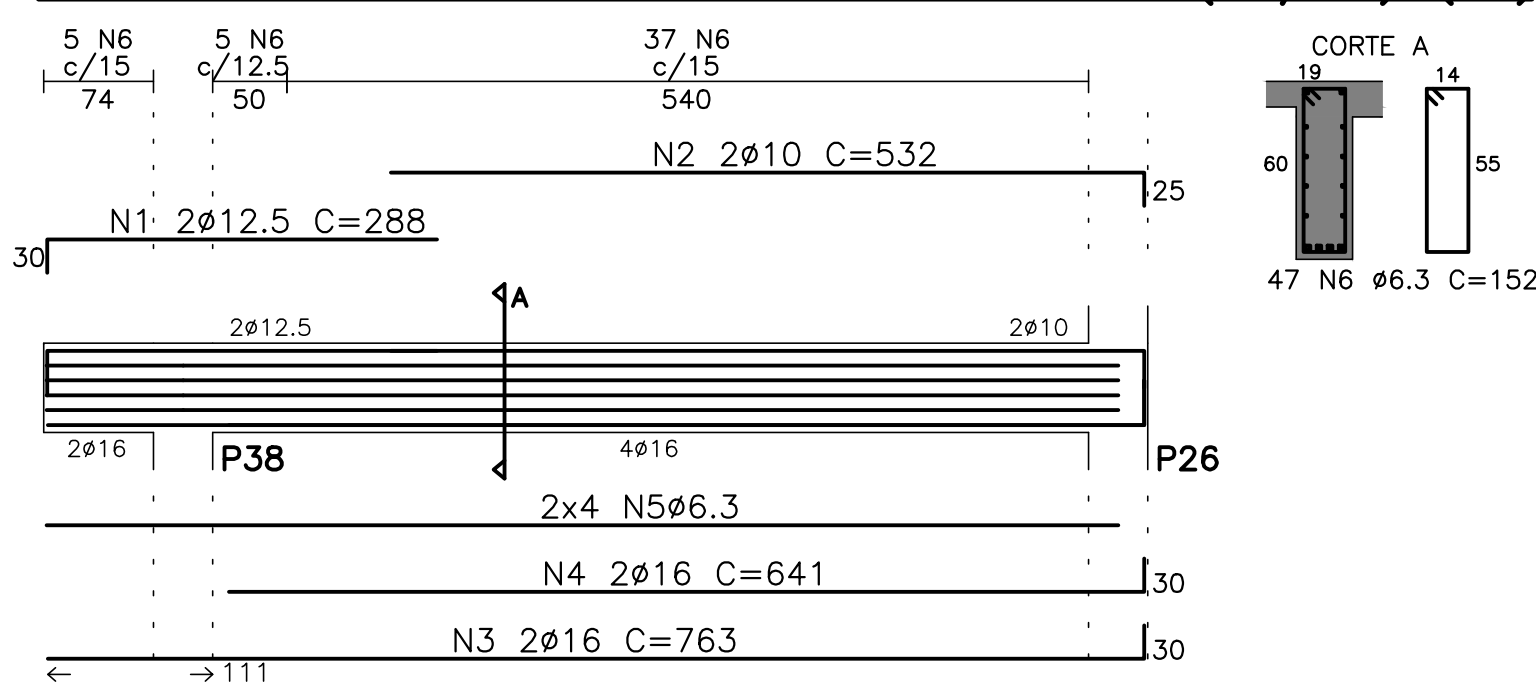 5 N6
c/15
74
5 N6
c/12.5
50
37 N6
c/15
540
CORTE A
19
14
60
55
47 N6 ø6.3 C=152
N2 2ø10 C=532
25
N1 2ø12.5 C=288
30
A
2ø12.5
2ø10
2ø16
P38
4ø16
P26
2x4 N5ø6.3
N4 2ø16 C=641
30
N3 2ø16 C=763
30
111